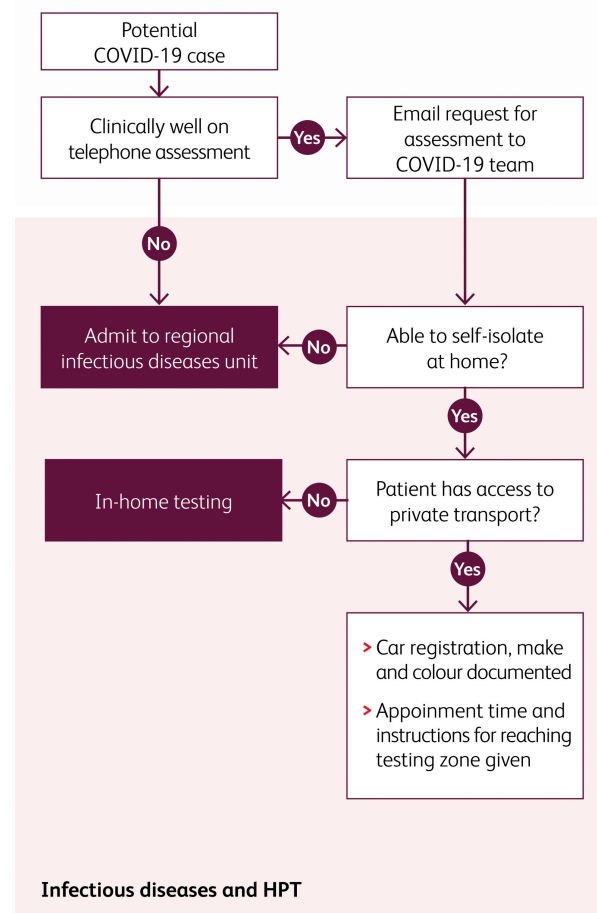 Potential
COVID-19 case
Clinically well on
telephone assessment
Yes
Email request for
assessment to
COVID-19 team
No
Admit to regional
infectious diseases unit
No
Able to self-isolate
at home?
Yes
In-home testing
No
Patient has access to
private transport?
Yes
> Car registration, make
and colour documented
> Appoinment time and
instructions for reaching
testing zone given
Infectious diseases and HPT